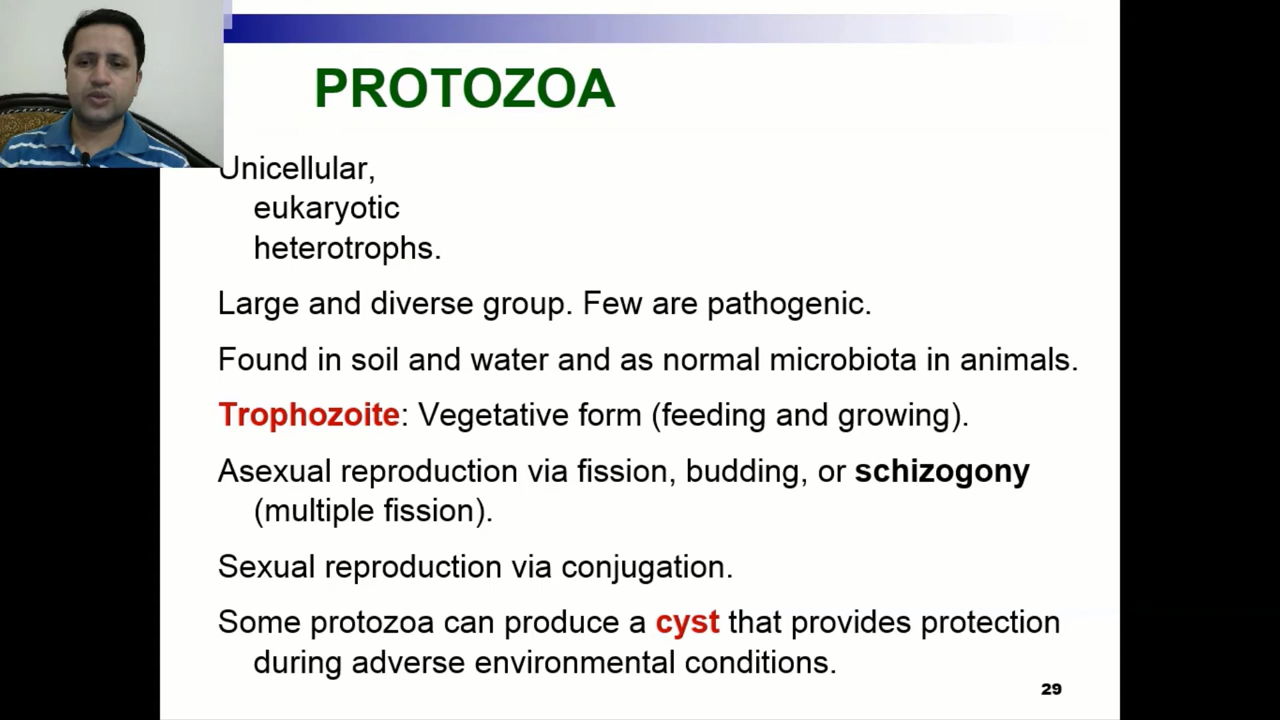 PROTOZOA
Unicellular,
eukaryotic
heterotrophs.
Large and diverse group. Few are pathogenic.
Found in soil and water and as normal microbiota in animals.
Trophozoite: Vegetative form (feeding and growing).
Asexual reproduction via fission, budding, or schizogony
(multiple fission).
Sexual reproduction via conjugation.
Some protozoa can produce a cyst that provides protection
during adverse environmental conditions.
29